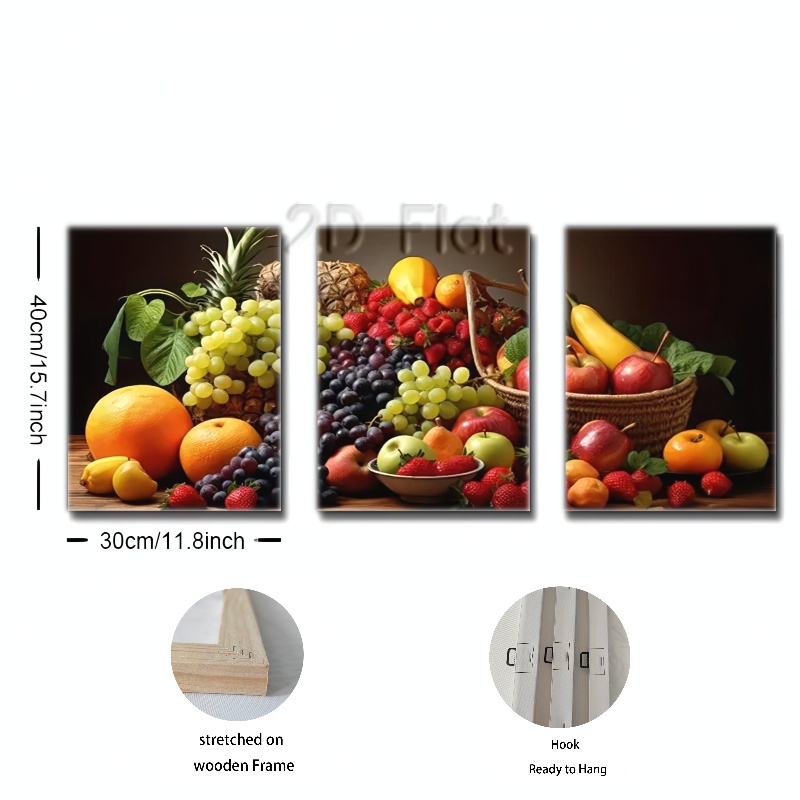 2D Flat
40cm/15.7inch
30cm/11.8inch
stretched on
wooden Frame
Hook
Ready to Hang